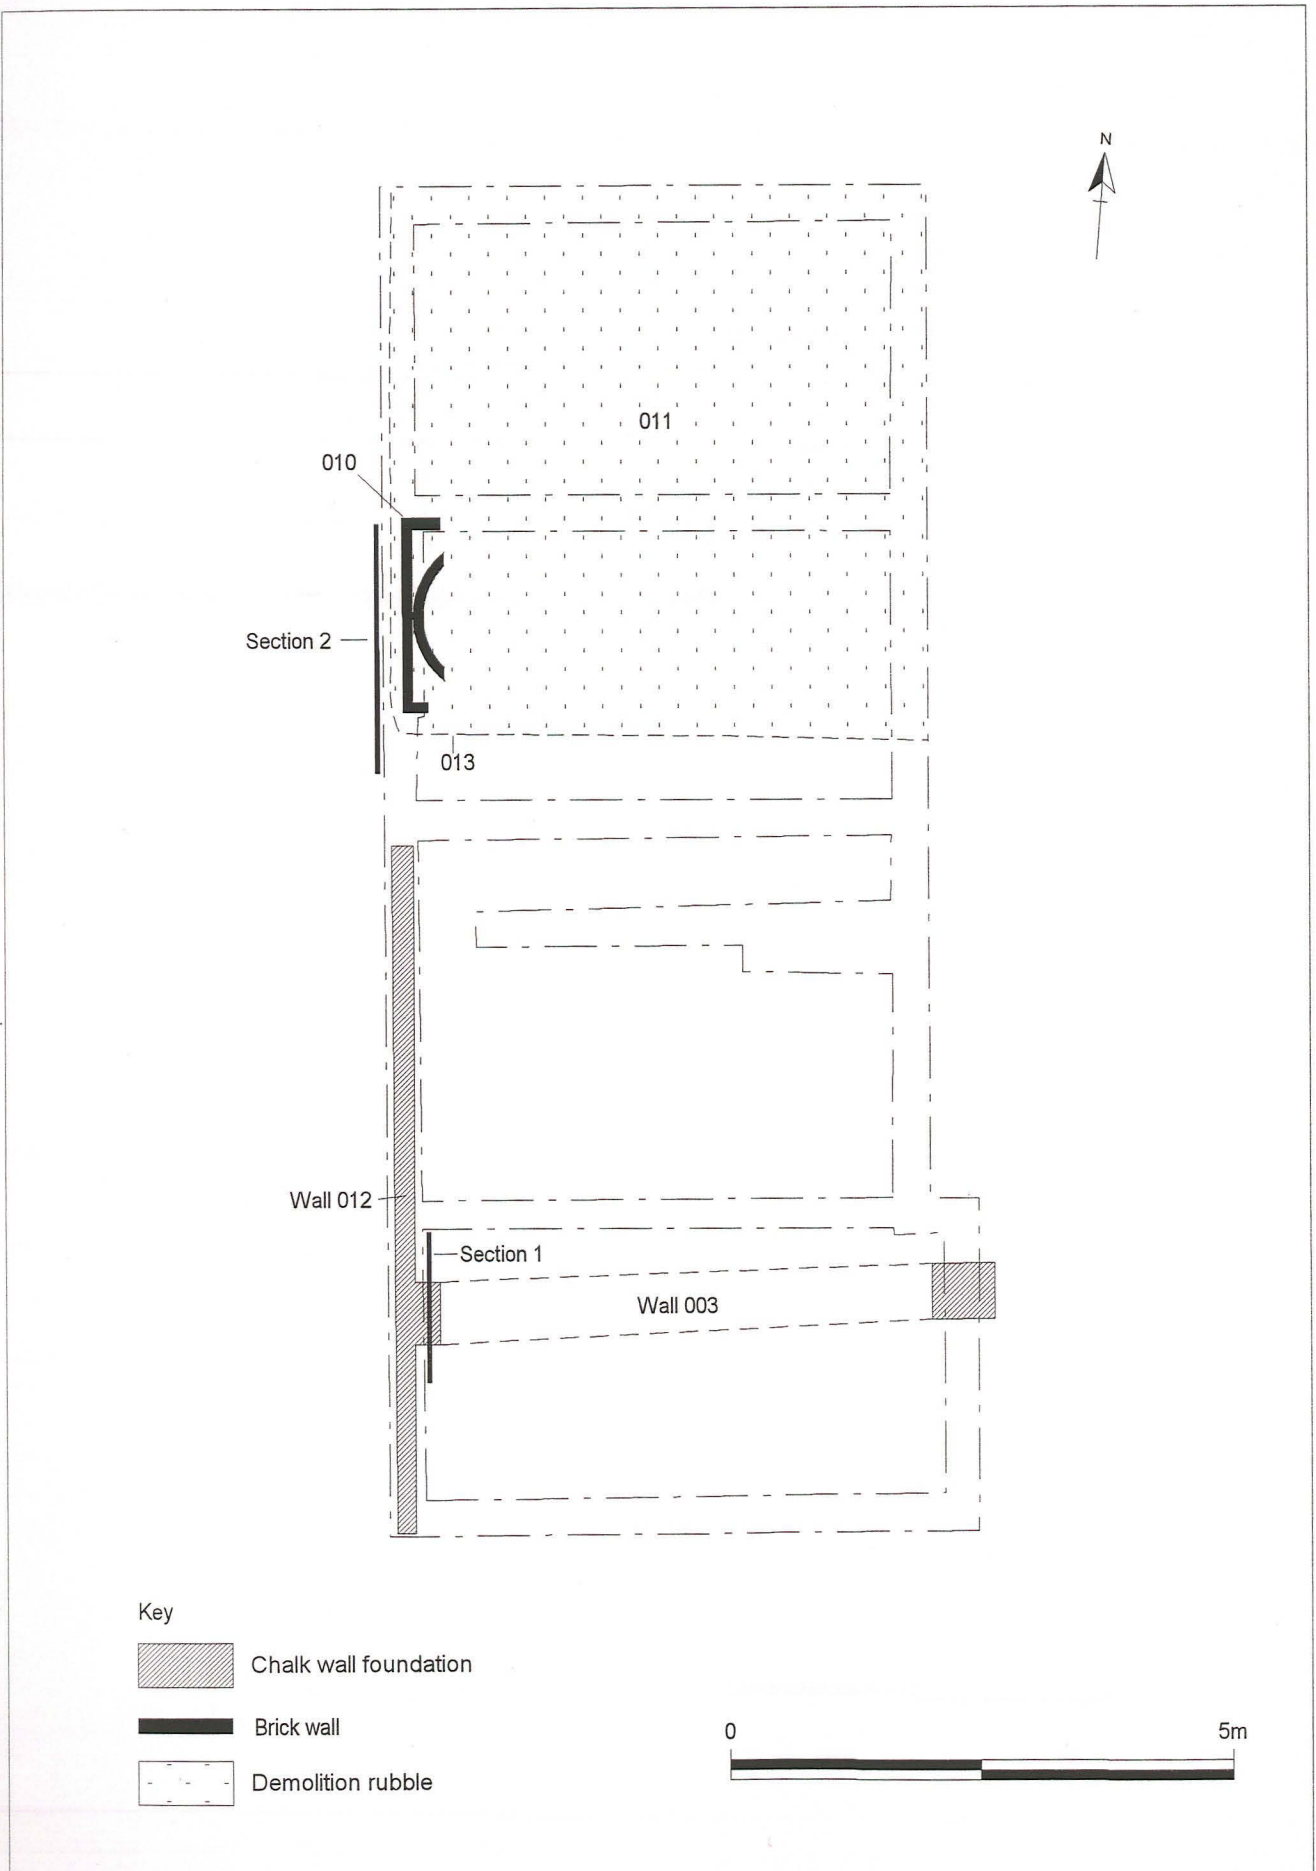 N
011
010
Section 2
013
Wall 012
Section 1
Wall 003
Key
Chalk wall foundation
Brick wall
Demolition rubble
0 5m